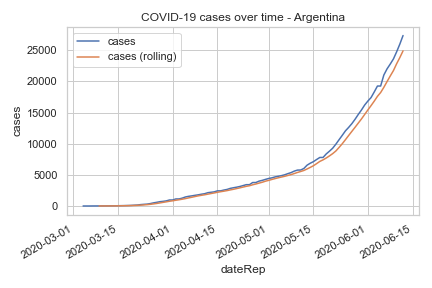 COVID-19 cases over time - Argentina
cases
cases (rolling)
25000
20000
15000
10000
5000
0
cases
2020-03-01
2020-03-15
2020-04-01
2020-04-15
2020-05-01
2020-05-15
2020-06-01
2020-06-15
dateRep